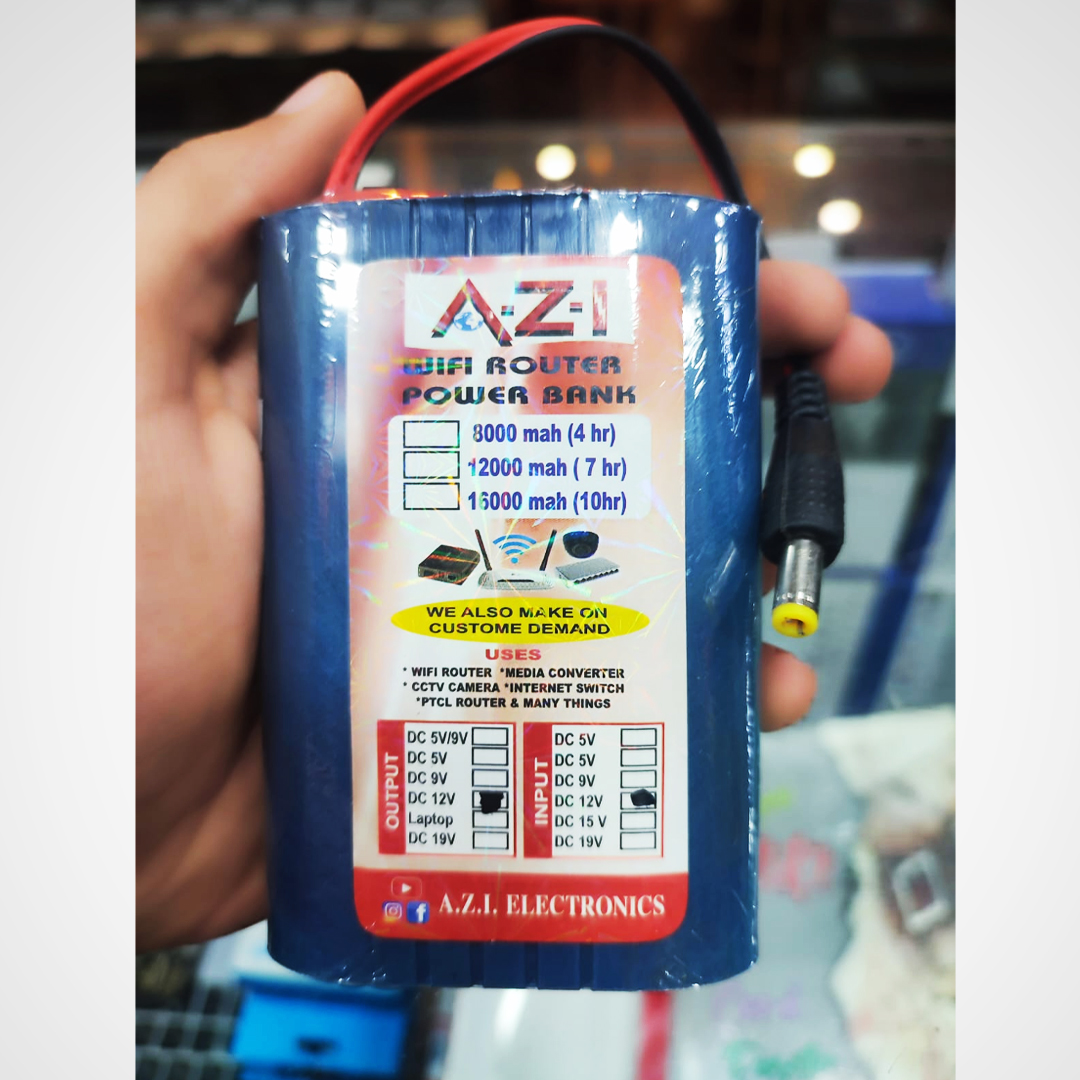 A-Z-I
WIFI ROUTER
POWER BANK
8000 mah (4 hr)
12000 mah ( 7 hr)
16000 mah (10hr)
WE ALSO MAKE ON
CUSTOME DEMAND
USES
* WIFI ROUTER *MEDIA CONVERTER
* CCTV CAMERA *INTERNET SWITCH
*PTCL ROUTER & MANY THINGS
OUTPUT
DC 5V/9V
DC 5V
DC 9V
DC 12V
Laptop
DC 19V
INPUT
DC 5V
DC 5V
DC 9V
DC 12V
DC 15 V
DC 19V
A.Z.I. ELECTRONICS